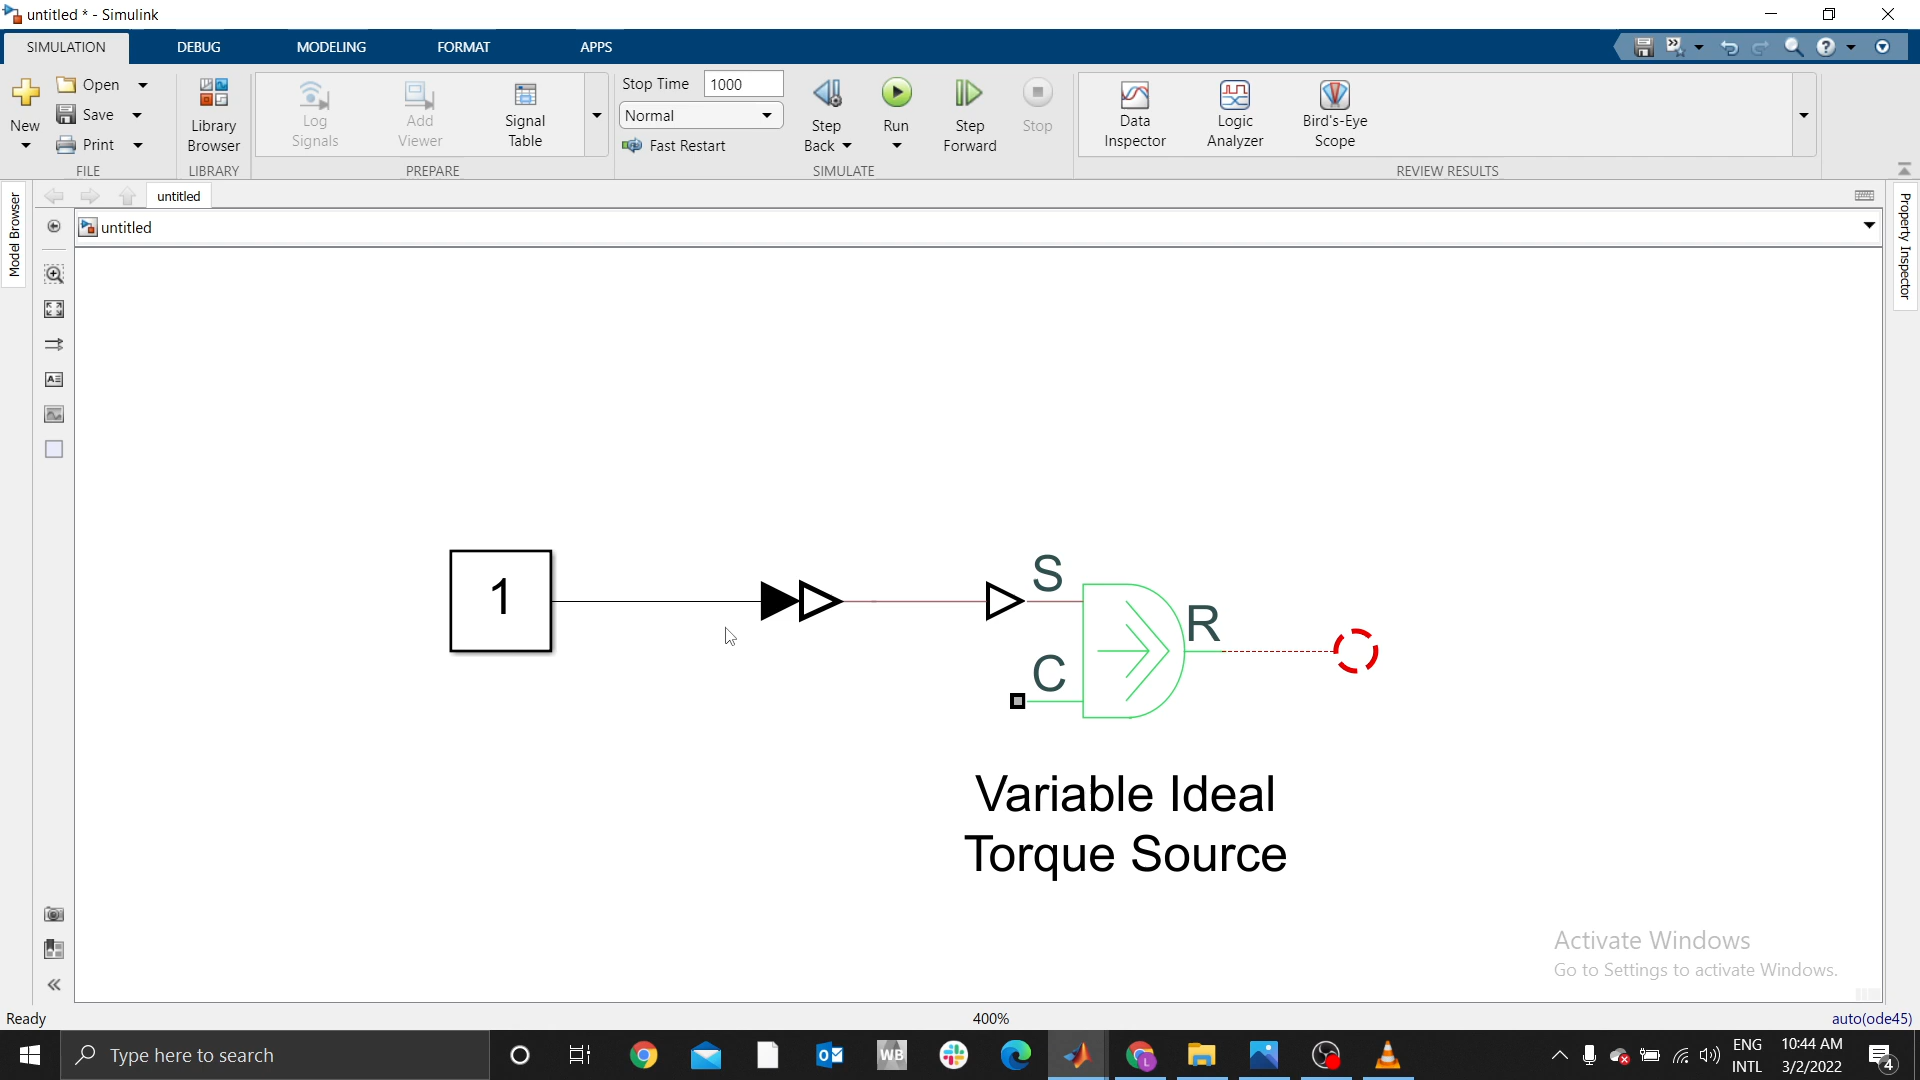 untitled * - Simulink
SIMULATION DEBUG MODELING FORMAT APPS
New
Open
Save
Print
FILE
Library
Browser
LIBRARY
Log
Signals
Add
Viewer
Signal
Table
PREPARE
Stop Time 1000
Normal
Fast Restart
Step
Back
Run
Step
Forward
Stop
SIMULATE
Data
Inspector
Logic
Analyzer
Bird's-Eye
Scope
REVIEW RESULTS
Model Browser
untitled
untitled
Property Inspector
1
S
R
C
Variable Ideal
Torque Source
Activate Windows
Go to Settings to activate Windows.
Ready 400% auto(ode45)
Type here to search
WB
ENG
INTL
10:44 AM
3/2/2022
4